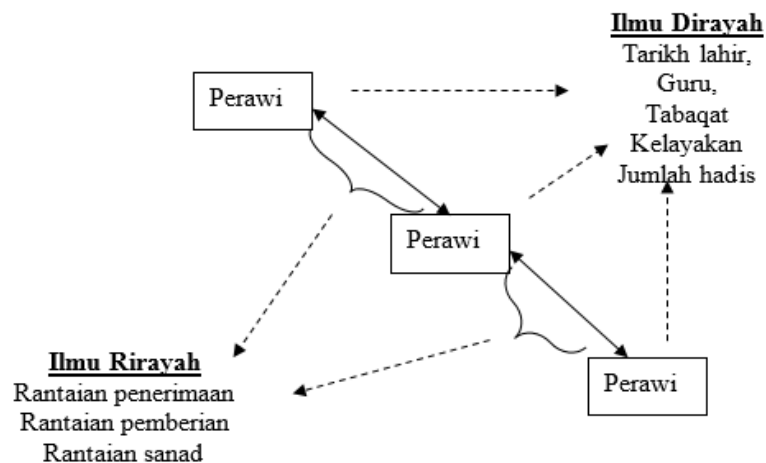 Ilmu Dirayah
Tarikh lahir,
Guru,
Tabaqat
Kelayakan
Jumlah hadis
Perawi
Perawi
Perawi
Ilmu Rirayah
Rantaian penerimaan
Rantaian pemberian
Rantaian sanad